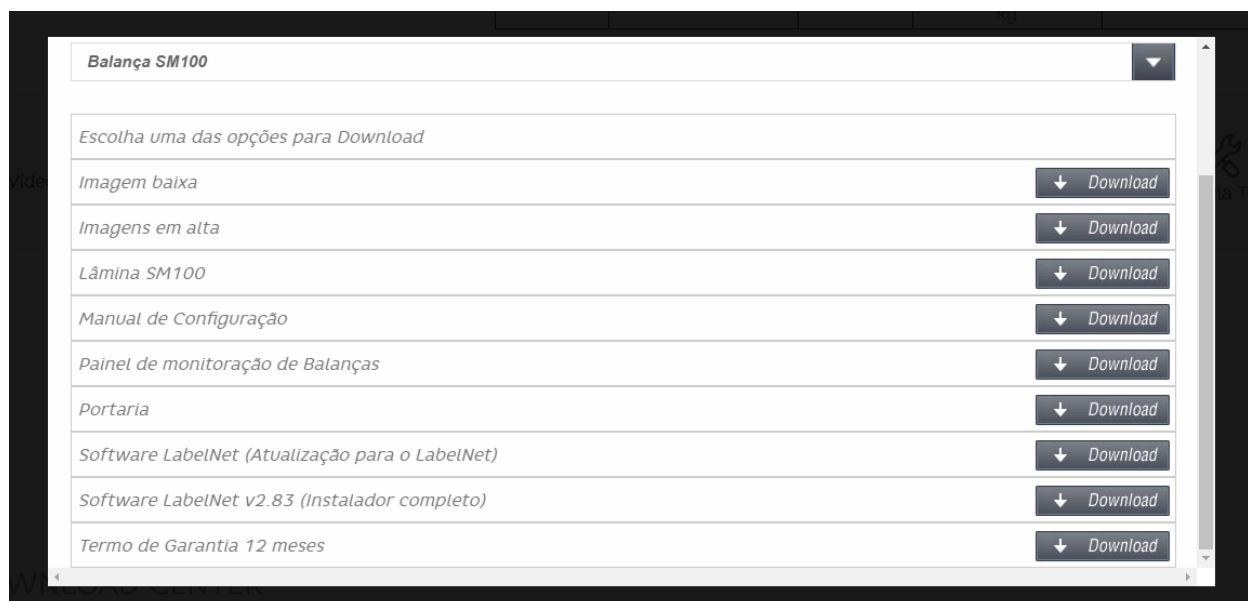 Kg
Balança SM100
Escolha uma das opções para Download
Imagem baixa
Download
Imagens em alta
Download
Lâmina SM100
Download
Manual de Configuração
Download
Painel de monitoração de Balanças
Download
Portaria
Download
Software LabelNet (Atualização para o LabelNet)
Download
Software LabelNet v2.83 (Instalador completo)
Download
Termo de Garantia 12 meses
Download